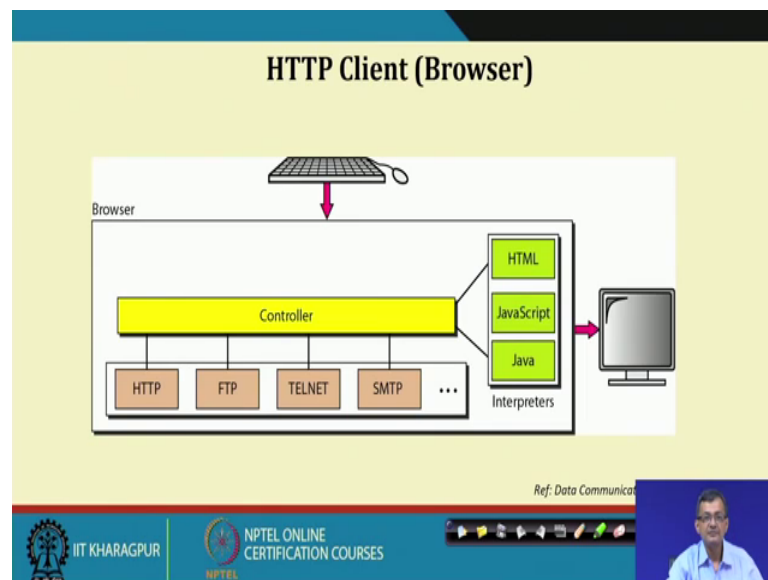 HTTP Client (Browser)
Browser
HTML
Controller
JavaScript
Java
HTTP
FTP
TELNET
SMTP
...
Interpreters
Ref: Data Communicat
IIT KHARAGPUR
NPTEL
NPTEL ONLINE
CERTIFICATION COURSES